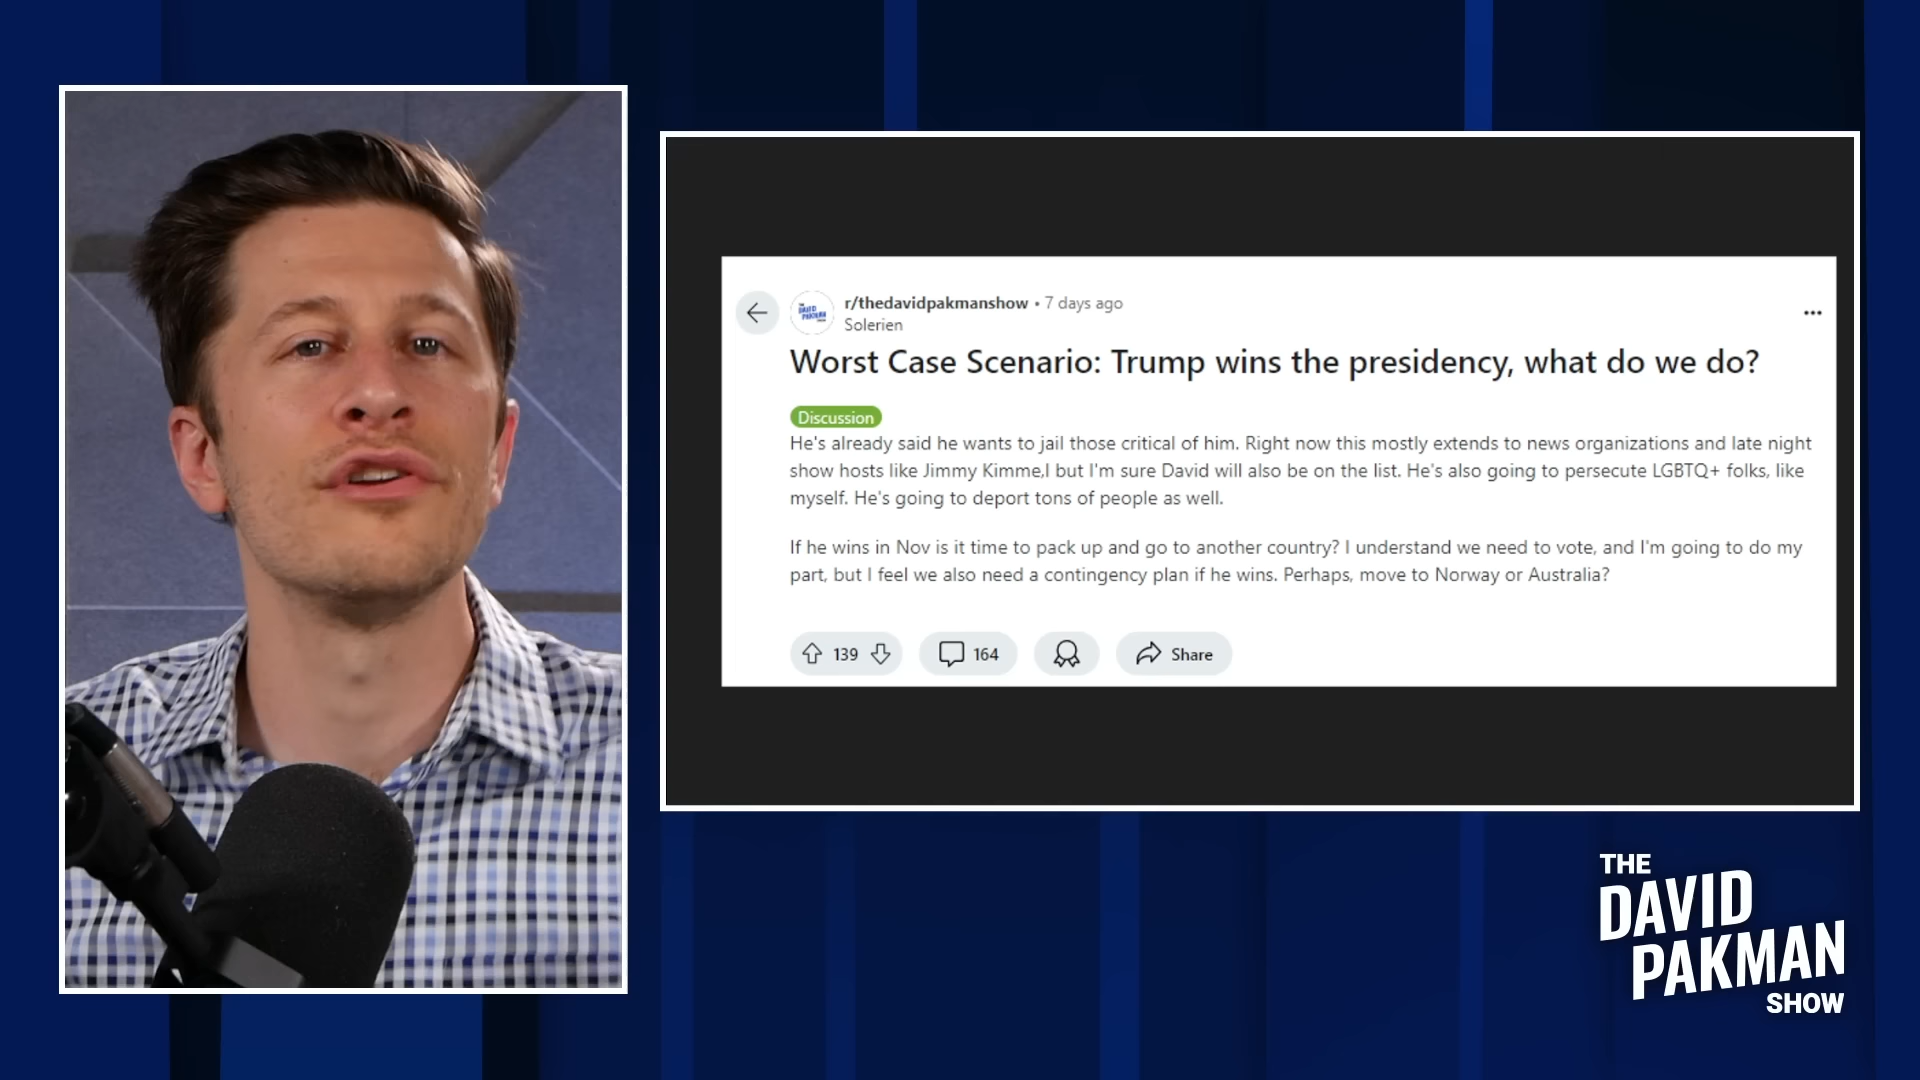 r/thedavidpakmanshow • 7 days ago
Solerien
Worst Case Scenario: Trump wins the presidency, what do we do?
Discussion
He's already said he wants to jail those critical of him. Right now this mostly extends to news organizations and late night
show hosts like Jimmy Kimme,l but I'm sure David will also be on the list. He's also going to persecute LGBTQ+ folks, like
myself. He's going to deport tons of people as well.
If he wins in Nov is it time to pack up and go to another country? I understand we need to vote, and I'm going to do my
part, but I feel we also need a contingency plan if he wins. Perhaps, move to Norway or Australia?
139
164
Share
THE
DAVID
PAKMAN
SHOW